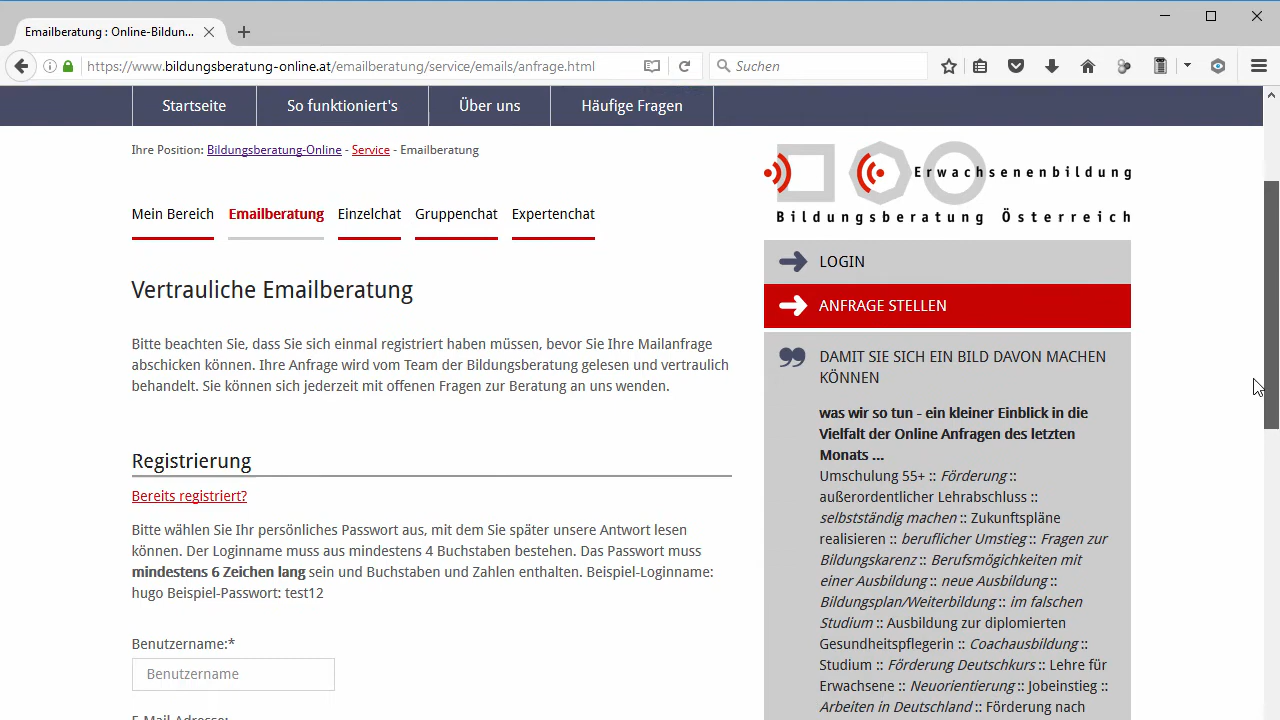 Emailberatung : Online-Bildun...
https://www.bildungsberatung-online.at/emailberatung/service/emails/anfrage.html
Suchen
Startseite
So funktioniert's
Über uns
Häufige Fragen
Ihre Position: Bildungsberatung-Online - Service - Emailberatung
Erwachsenenbildung
Bildungsberatung Österreich
Mein Bereich
Emailberatung
Einzelchat
Gruppenchat
Expertenchat
Vertrauliche Emailberatung
Bitte beachten Sie, dass Sie sich einmal registriert haben müssen, bevor Sie Ihre Mailanfrage
abschicken können. Ihre Anfrage wird vom Team der Bildungsberatung gelesen und vertraulich
behandelt. Sie können sich jederzeit mit offenen Fragen zur Beratung an uns wenden.
Registrierung
Bereits registriert?
Bitte wählen Sie Ihr persönliches Passwort aus, mit dem Sie später unsere Antwort lesen
können. Der Loginname muss aus mindestens 4 Buchstaben bestehen. Das Passwort muss
mindestens 6 Zeichen lang sein und Buchstaben und Zahlen enthalten. Beispiel-Loginname:
hugo Beispiel-Passwort: test12
Benutzername:*
Benutzername
E-Mail-Adresse:
LOGIN
ANFRAGE STELLEN
DAMIT SIE SICH EIN BILD DAVON MACHEN
KÖNNEN
was wir so tun - ein kleiner Einblick in die
Vielfalt der Online Anfragen des letzten
Monats ...
Umschulung 55+ :: Förderung ::
außerordentlicher Lehrabschluss ::
selbstständig machen :: Zukunftspläne
realisieren :: beruflicher Umstieg :: Fragen zur
Bildungskarenz :: Berufsmöglichkeiten mit
einer Ausbildung :: neue Ausbildung ::
Bildungsplan/Weiterbildung :: im falschen
Studium :: Ausbildung zur diplomierten
Gesundheitspflegerin :: Coachausbildung ::
Studium :: Förderung Deutschkurs :: Lehre für
Erwachsene :: Neuorientierung :: Jobeinstieg ::
Arbeiten in Deutschland :: Förderung nach